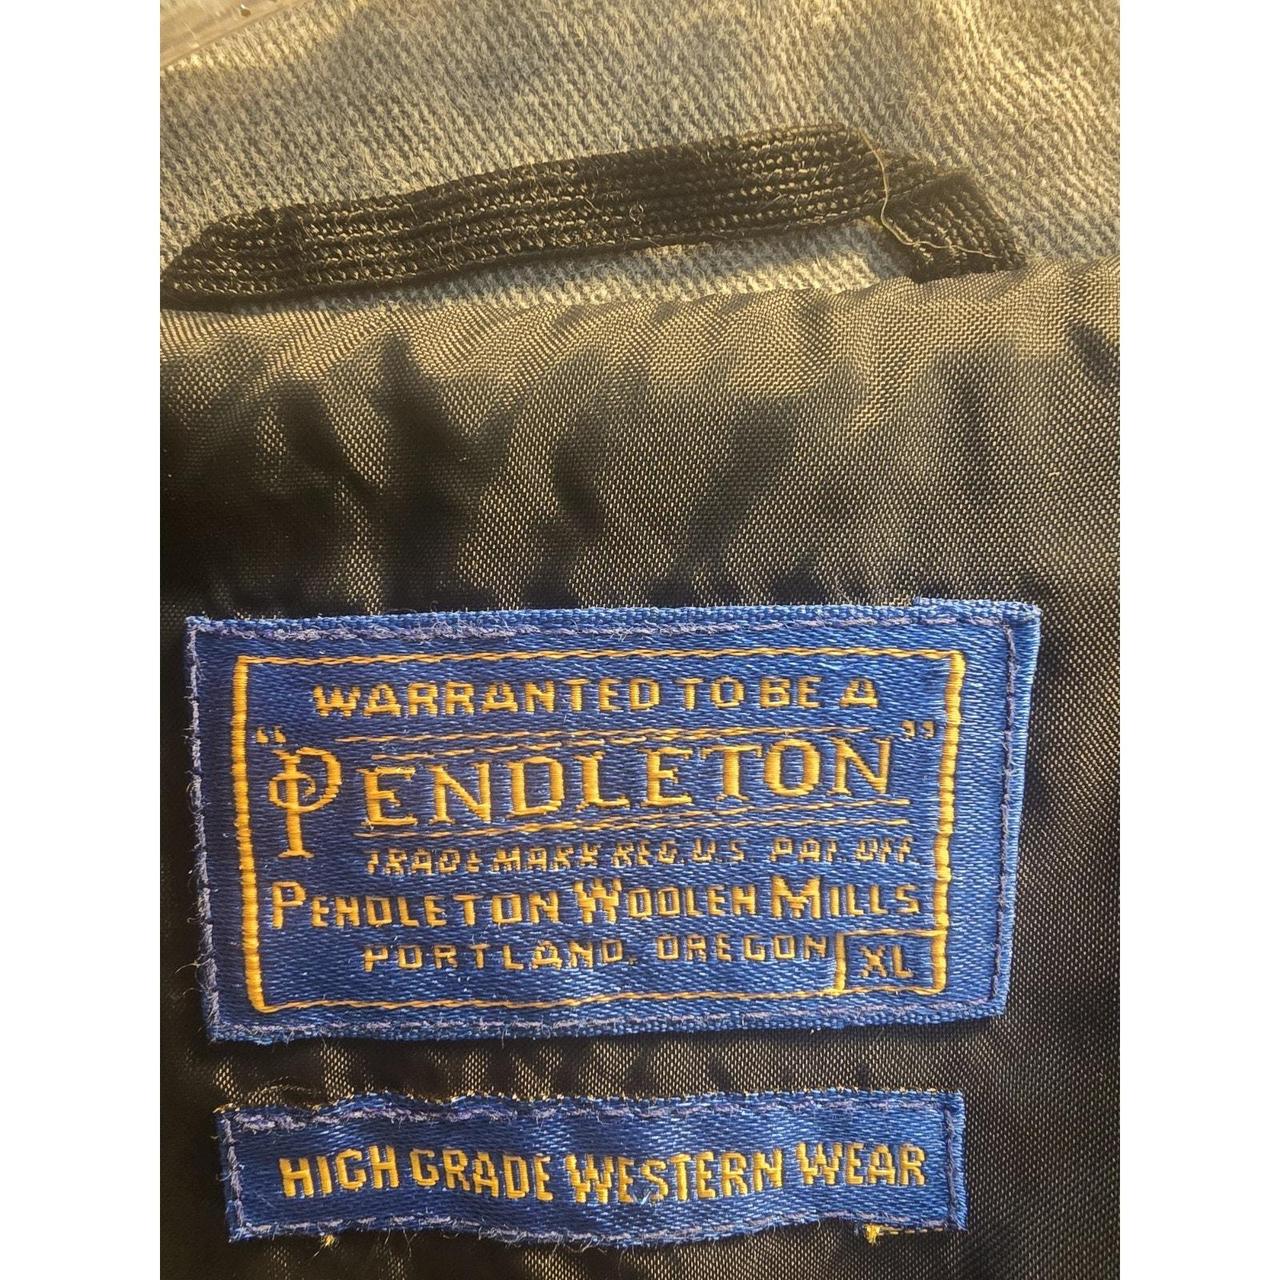 WARRANTED TO BE A
"PENDLETON"
TRADE MARK REG. U.S. PAT. OFF.
PENDLETON WOOLEN MILLS
PORTLAND, OREGON XL
HIGH GRADE WESTERN WEAR